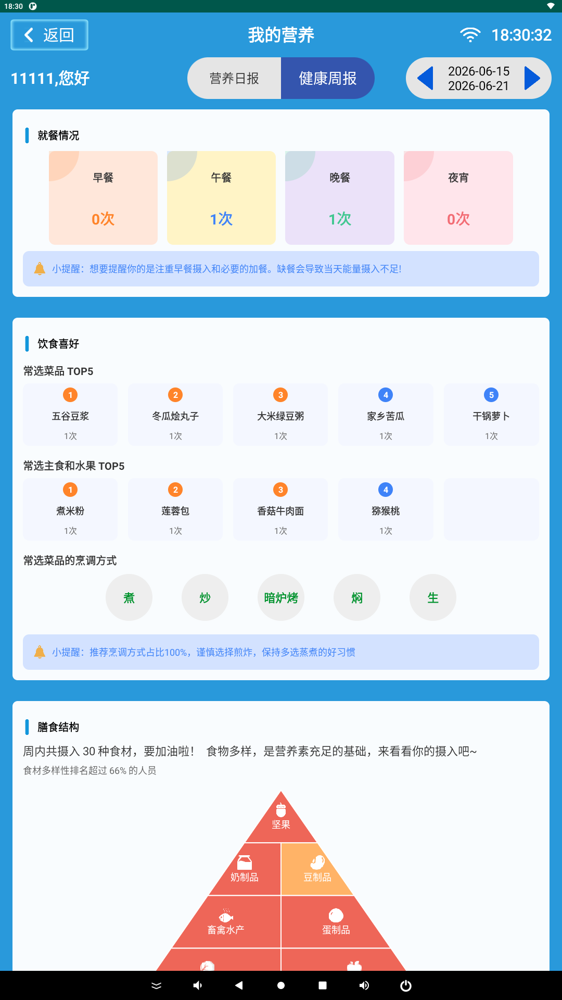 18:30
返回
我的营养
18:30:32
11111,您好
营养日报
健康周报
2026-06-15
2026-06-21
就餐情况
早餐
午餐
晚餐
夜宵
0次
1次
1次
0次
小提醒：想要提醒你的是注重早餐摄入和必要的加餐。缺餐会导致当天能量摄入不足!
饮食喜好
常选菜品 TOP5
1
2
3
4
5
五谷豆浆
冬瓜烩丸子
大米绿豆粥
家乡苦瓜
干锅萝卜
1次
1次
1次
1次
1次
常选主食和水果 TOP5
1
2
3
4
煮米粉
莲蓉包
香菇牛肉面
猕猴桃
1次
1次
1次
1次
常选菜品的烹调方式
煮
炒
暗炉烤
焖
生
小提醒：推荐烹调方式占比100%，谨慎选择煎炸，保持多选蒸煮的好习惯
膳食结构
周内共摄入 30 种食材，要加油啦！ 食物多样，是营养素充足的基础，来看看你的摄入吧~
食材多样性排名超过 66% 的人员
坚果
奶制品
豆制品
畜禽水产
蛋制品